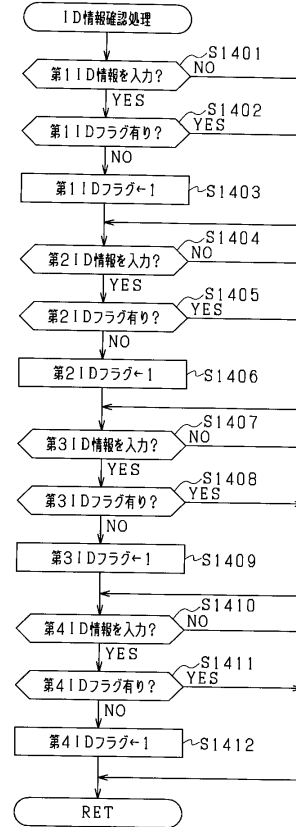 ID情報確認処理
S1401
第1ID情報を入力?
NO
YES
S1402
第1IDフラグ有り?
YES
NO
第1IDフラグ←1
S1403
S1404
第2ID情報を入力?
NO
YES
S1405
第2IDフラグ有り?
YES
NO
第2IDフラグ←1
S1406
S1407
第3ID情報を入力?
NO
YES
S1408
第3IDフラグ有り?
YES
NO
第3IDフラグ←1
S1409
S1410
第4ID情報を入力?
NO
YES
S1411
第4IDフラグ有り?
YES
NO
第4IDフラグ←1
S1412
RET